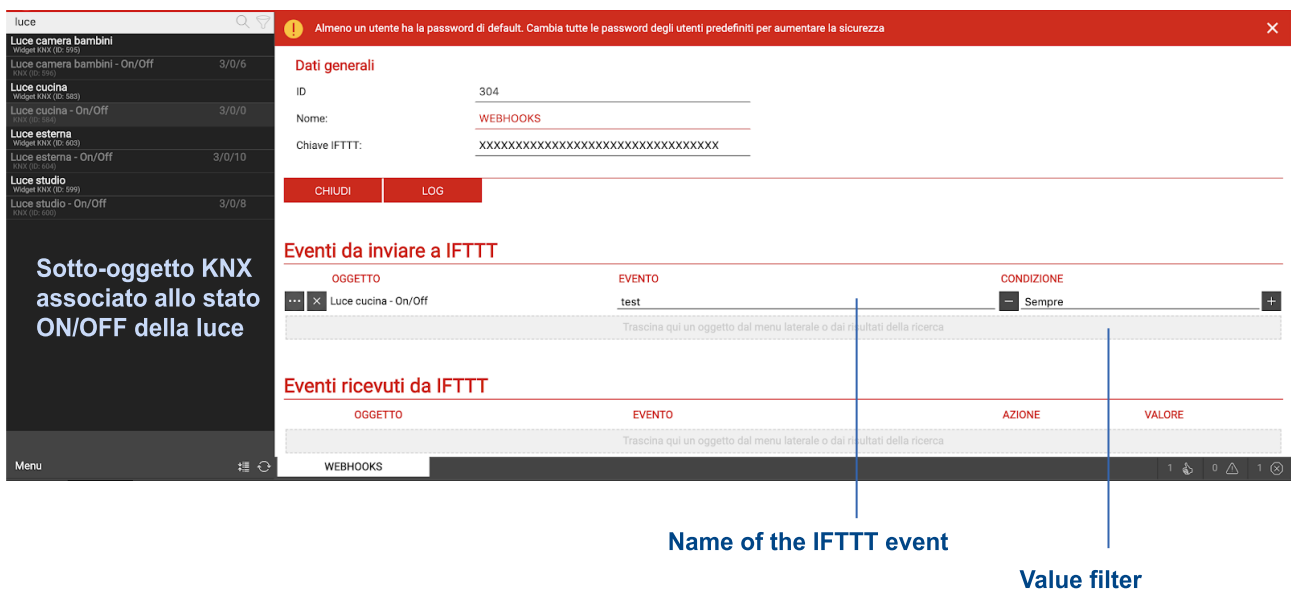 luce
Luce camera bambini
Widget KNX (ID: 595)
Luce camera bambini - On/Off 3/0/6
KNX (ID: 596)
Luce cucina
Widget KNX (ID: 583)
Luce cucina - On/Off 3/0/0
KNX (ID: 584)
Luce esterna
Widget KNX (ID: 603)
Luce esterna - On/Off 3/0/10
KNX (ID: 604)
Luce studio
Widget KNX (ID: 599)
Luce studio - On/Off 3/0/8
KNX (ID: 600)
Sotto-oggetto KNX
associato allo stato
ON/OFF della luce
Menu
Almeno un utente ha la password di default. Cambia tutte le password degli utenti predefiniti per aumentare la sicurezza
Dati generali
ID 304
Nome: WEBHOOKS
Chiave IFTTT: XXXXXXXXXXXXXXXXXXXXXXXXXXXXXXXXX
CHIUDI LOG
Eventi da inviare a IFTTT
OGGETTO EVENTO CONDIZIONE
Luce cucina - On/Off test Sempre
Trascina qui un oggetto dal menu laterale o dai risultati della ricerca
Eventi ricevuti da IFTTT
OGGETTO EVENTO AZIONE VALORE
Trascina qui un oggetto dal menu laterale o dai risultati della ricerca
WEBHOOKS 1 0 1
Name of the IFTTT event
Value filter